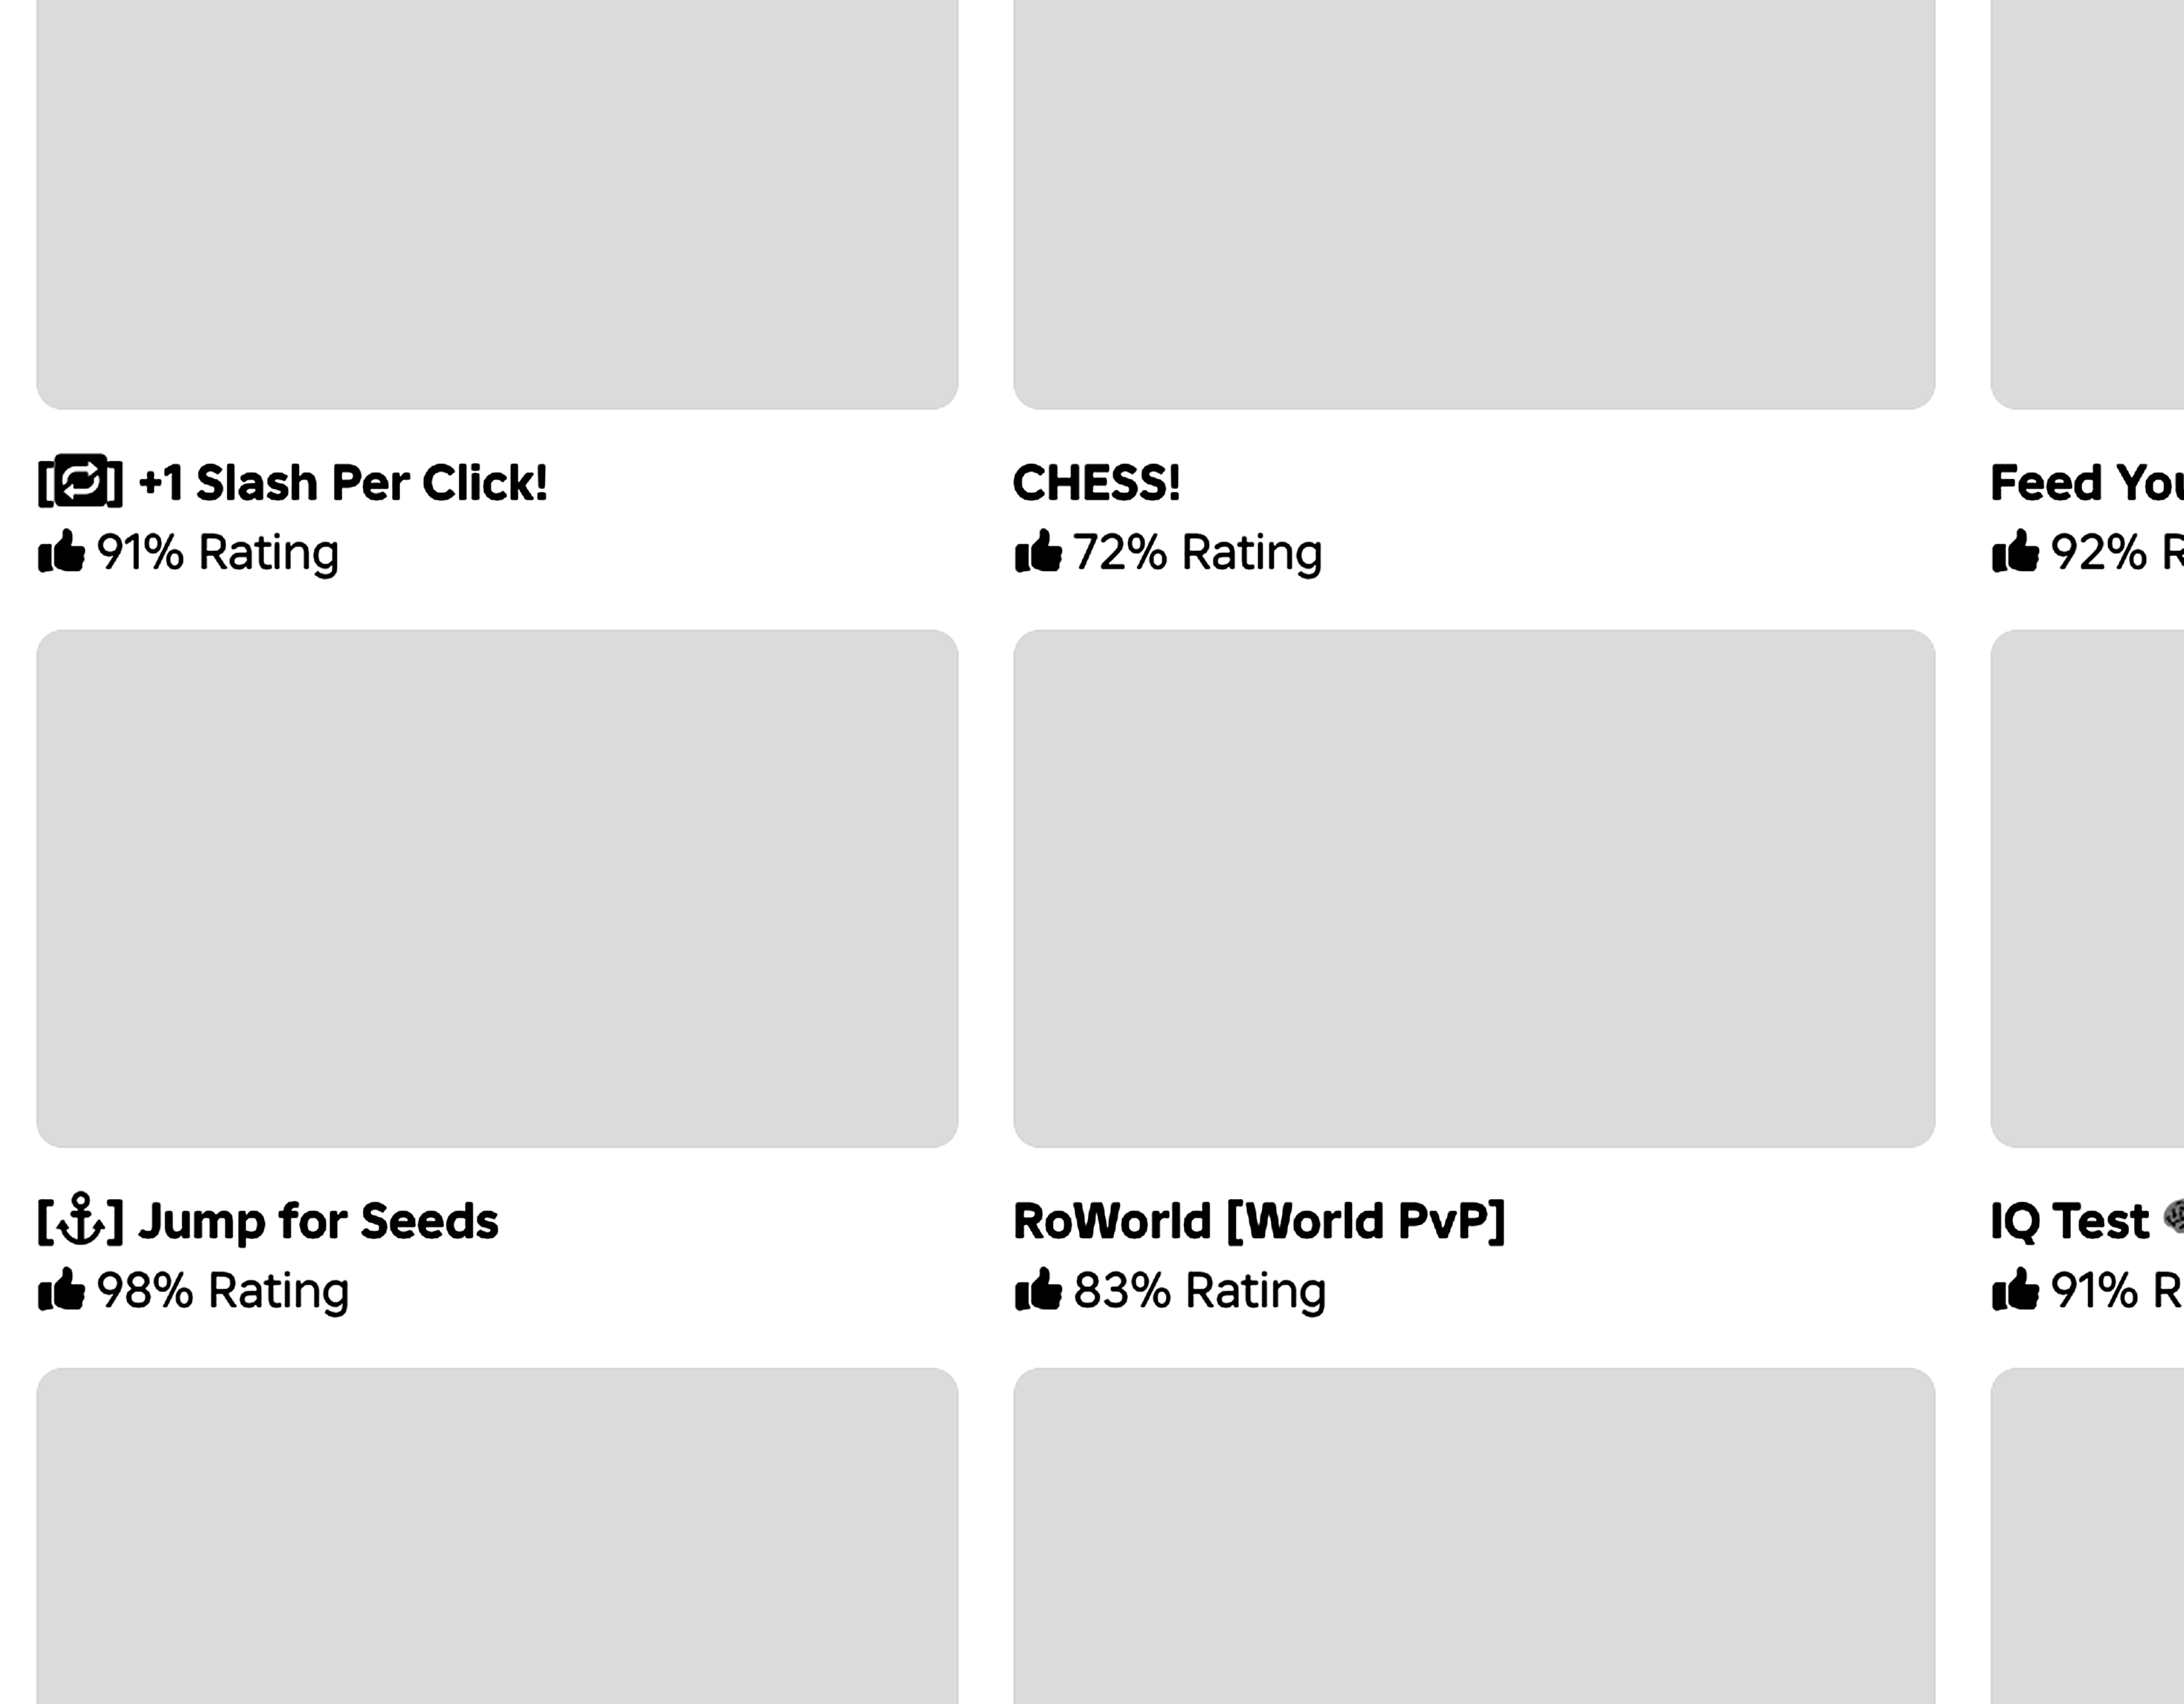 [🔁] +1 Slash Per Click!
91% Rating
CHESS!
72% Rating
Feed
92%
[⚓] Jump for Seeds
98% Rating
RoWorld [World PvP]
83% Rating
IQ Test 🧠
91%